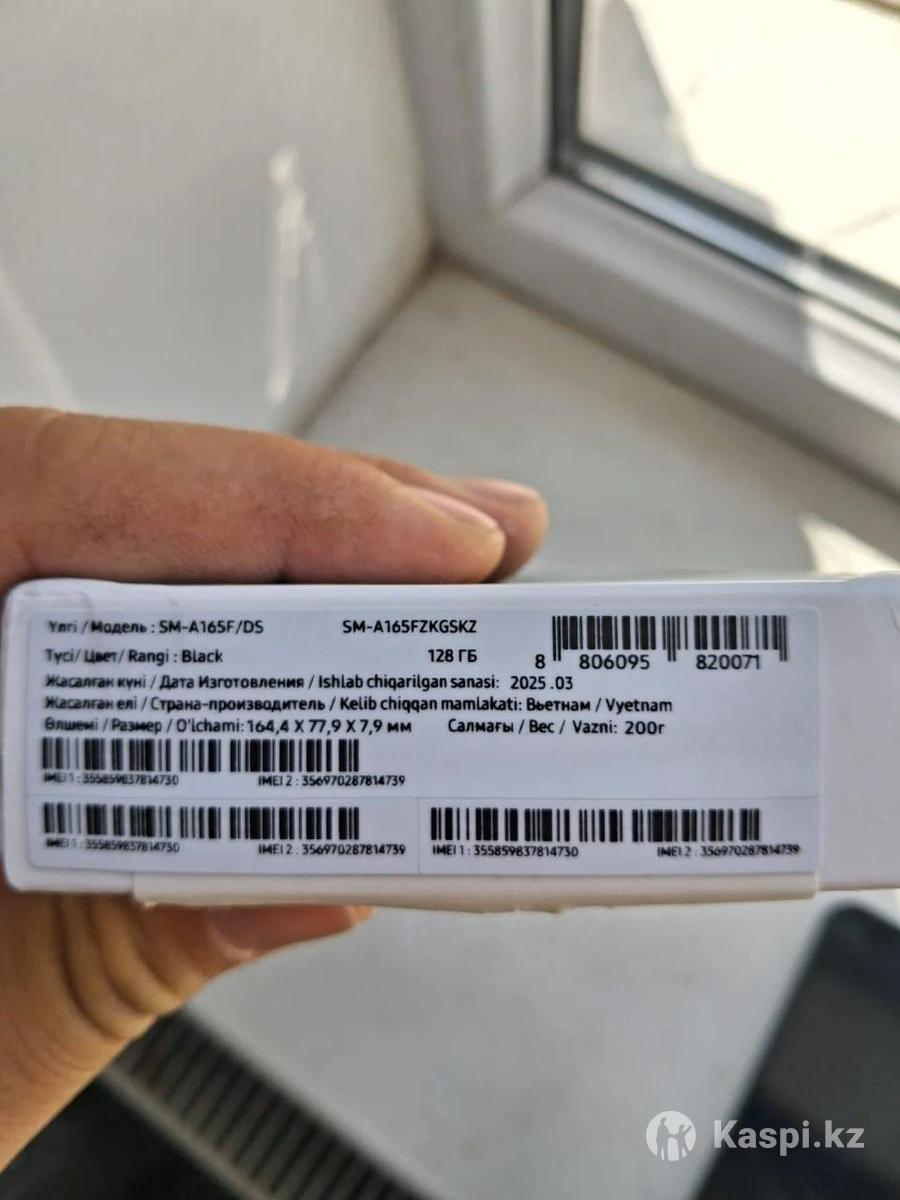 Үлгі / Модель : SM-A165F/DS SM-A165FZKGSKZ
Түсі/ Цвет/ Rangi : Black 128 ГБ
8 806095 820071
Жасалған күні / Дата Изготовления / Ishlab chiqarilgan sanasi: 2025 .03
Жасалған елі / Страна-производитель / Kelib chiqqan mamlakati: Вьетнам / Vyetnam
Өлшемі / Размер / O'lchami: 164,4 X 77,9 X 7,9 мм Салмағы / Вес / Vazni: 200г
IMEI 1 : 355859837814730 IMEI 2 : 356970287814739
IMEI 1 : 355859837814730 IMEI 2 : 356970287814739
IMEI 1 : 355859837814730 IMEI 2 : 356970287814739
Kaspi.kz